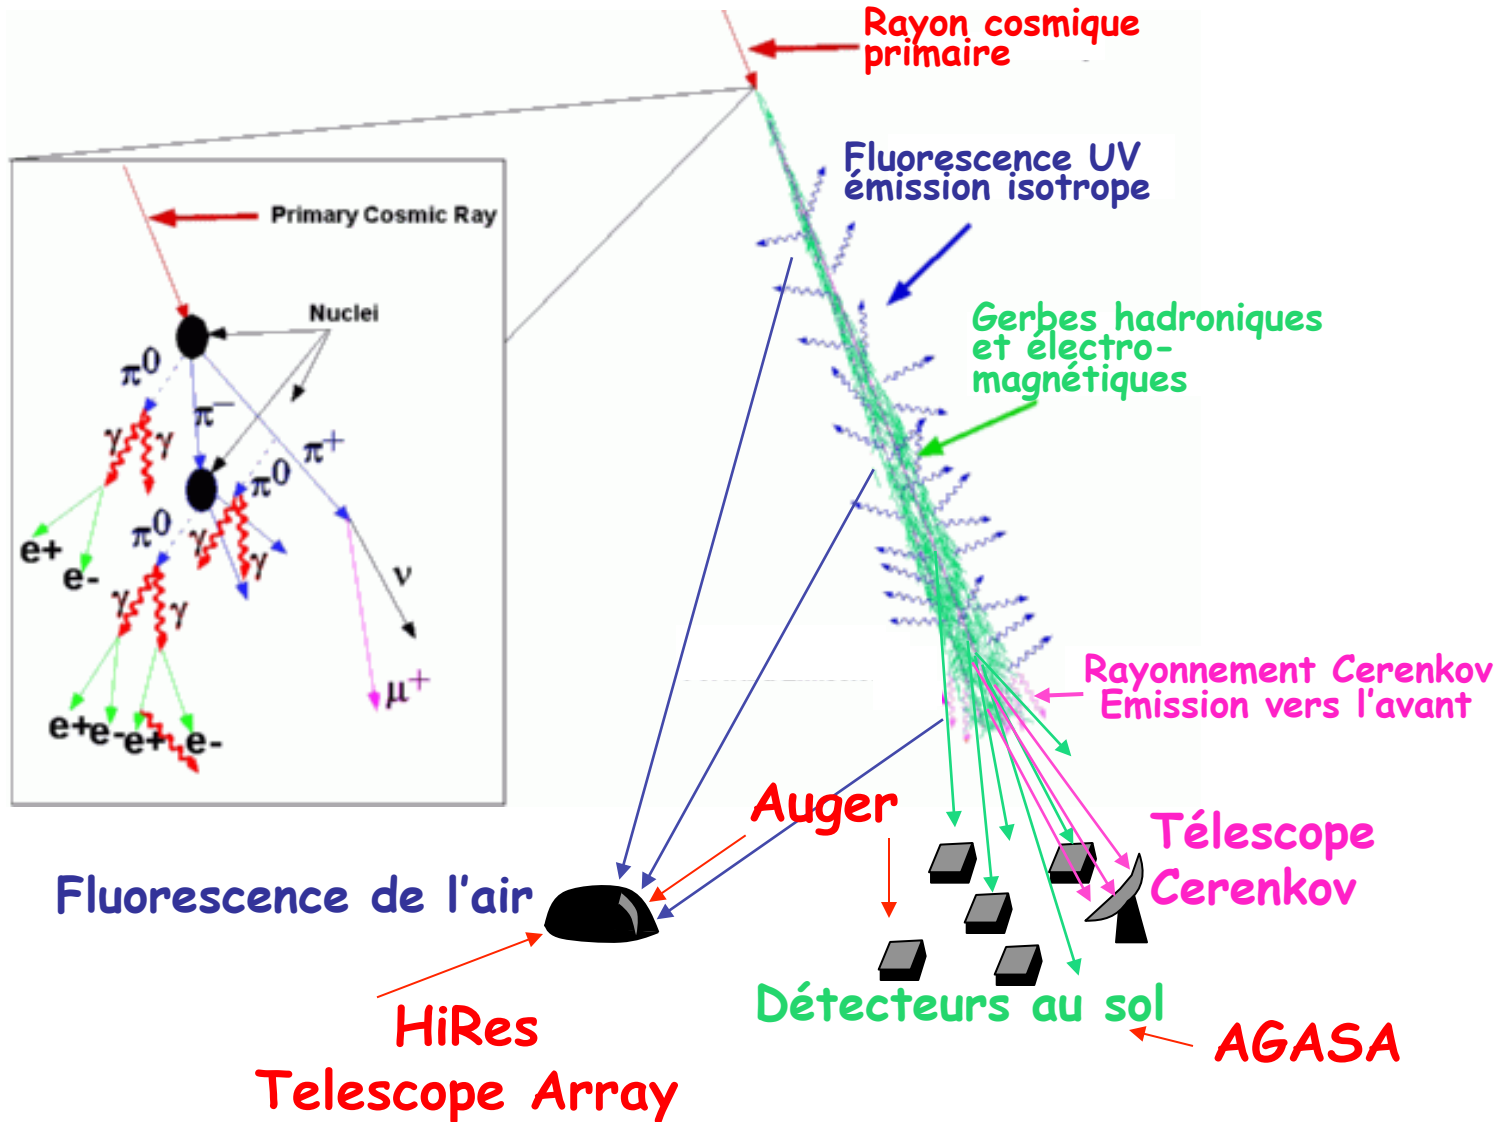 Rayon cosmique
primaire
Fluorescence UV
émission isotrope
Primary Cosmic Ray
Nuclei
Gerbes hadroniques
et électro-
magnétiques
π0
π−
π+
γ γ
π0
π0
γ γ
e+
e-
ν
γ γ
μ+
e+e-e+ e-
Rayonnement Cerenkov
Emission vers l'avant
Auger
Télescope
Cerenkov
Fluorescence de l'air
Détecteurs au sol
HiRes
Telescope Array
AGASA